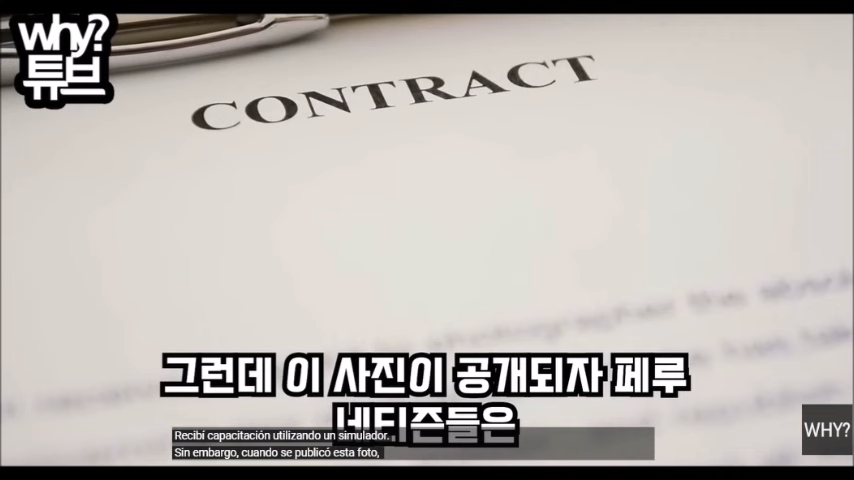 why?
튜브
CONTRACT
그런데 이 사진이 공개되자 페루
네티즌들은
Recibí capacitación utilizando un simulador.
Sin embargo, cuando se publicó esta foto,
WHY?